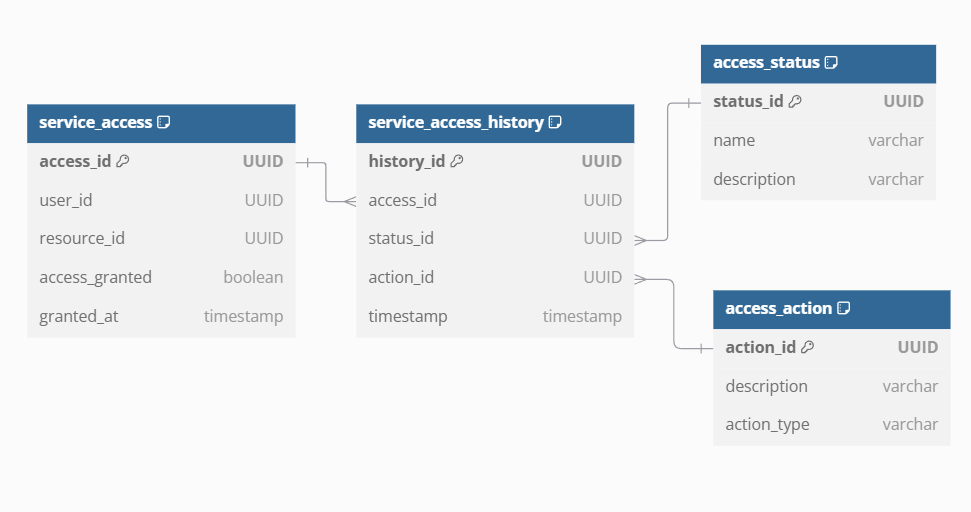 service_access
access_id UUID
user_id UUID
resource_id UUID
access_granted boolean
granted_at timestamp
service_access_history
history_id UUID
access_id UUID
status_id UUID
action_id UUID
timestamp timestamp
access_status
status_id UUID
name varchar
description varchar
access_action
action_id UUID
description varchar
action_type varchar